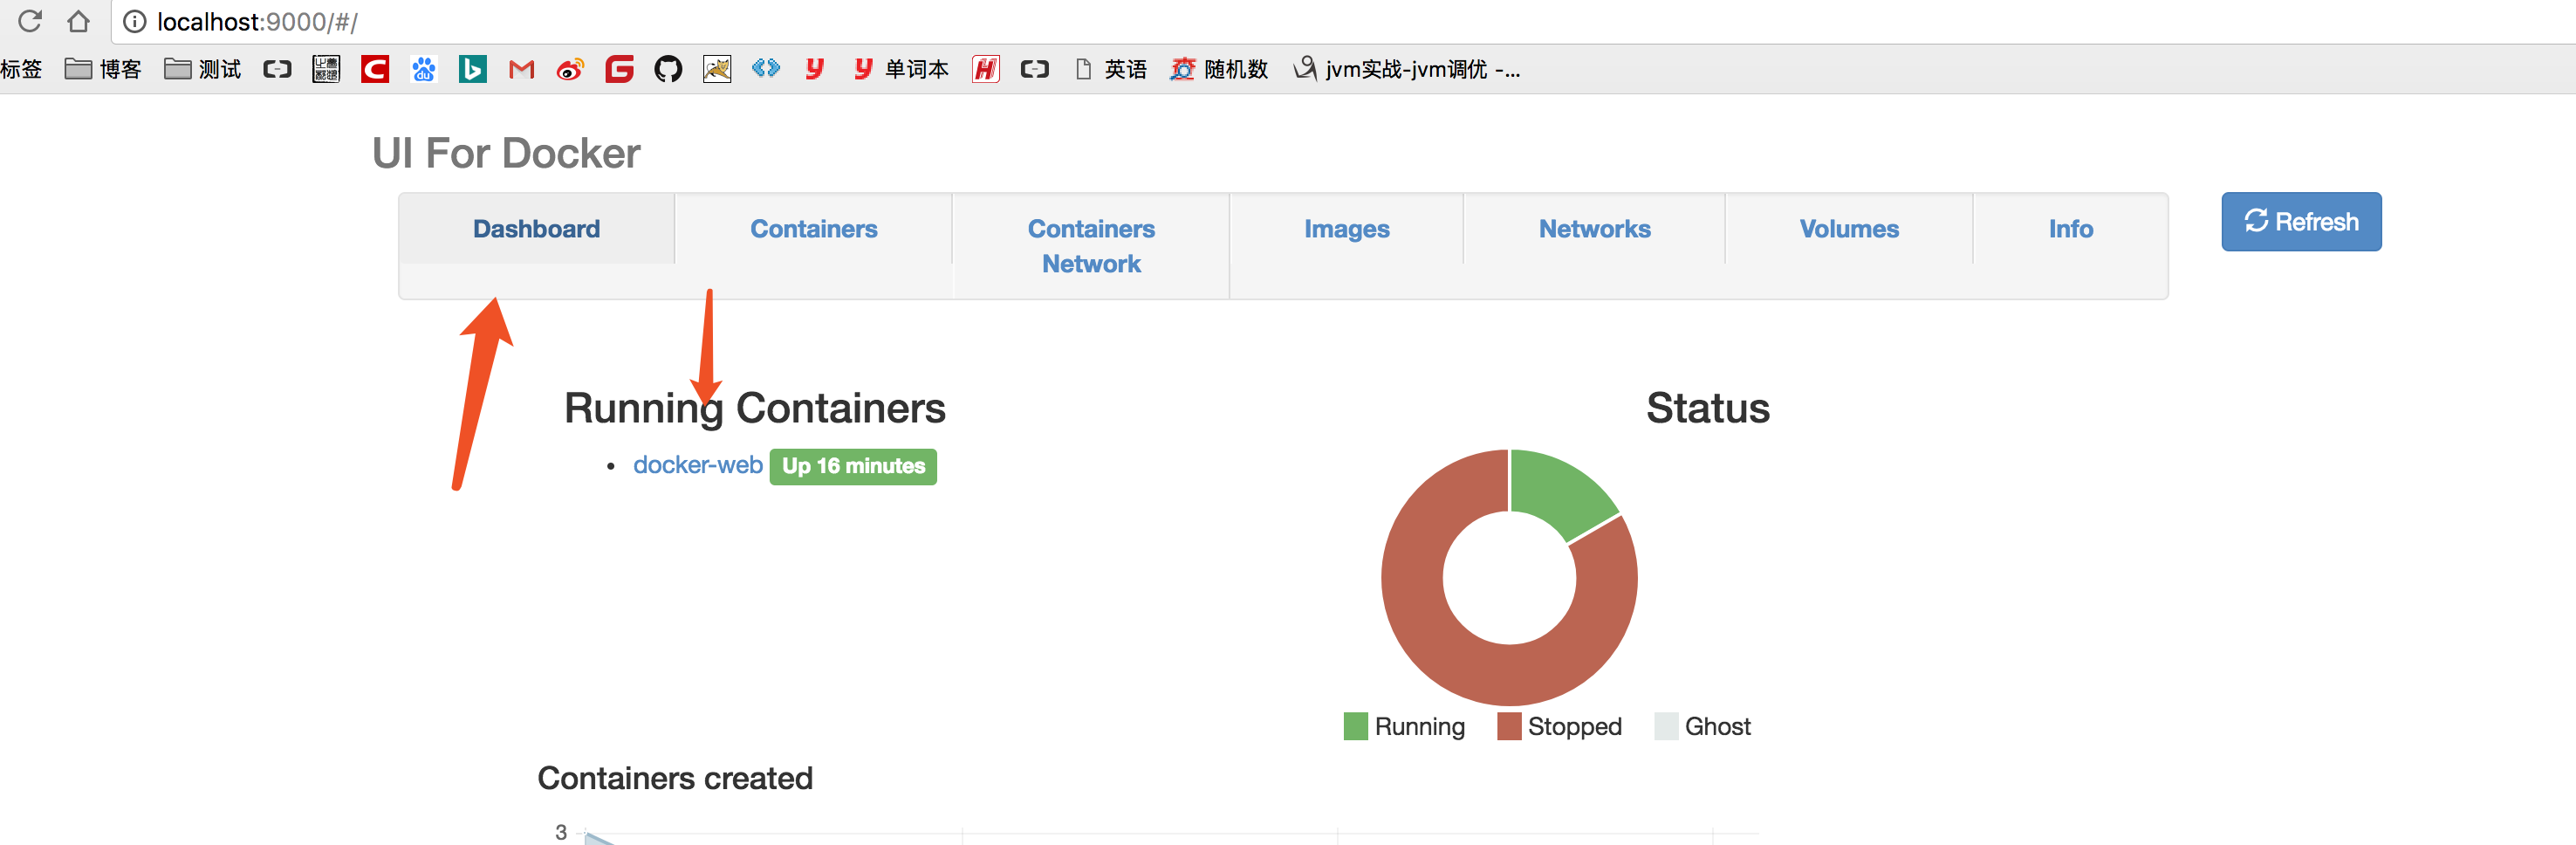 localhost:9000/#/
标签 博客 测试 单词本 英语 随机数 jvm实战-jvm调优 -...
UI For Docker
Dashboard Containers Containers Network Images Networks Volumes Info Refresh
Running Containers
docker-web Up 16 minutes
Status
Running Stopped Ghost
Containers created
3